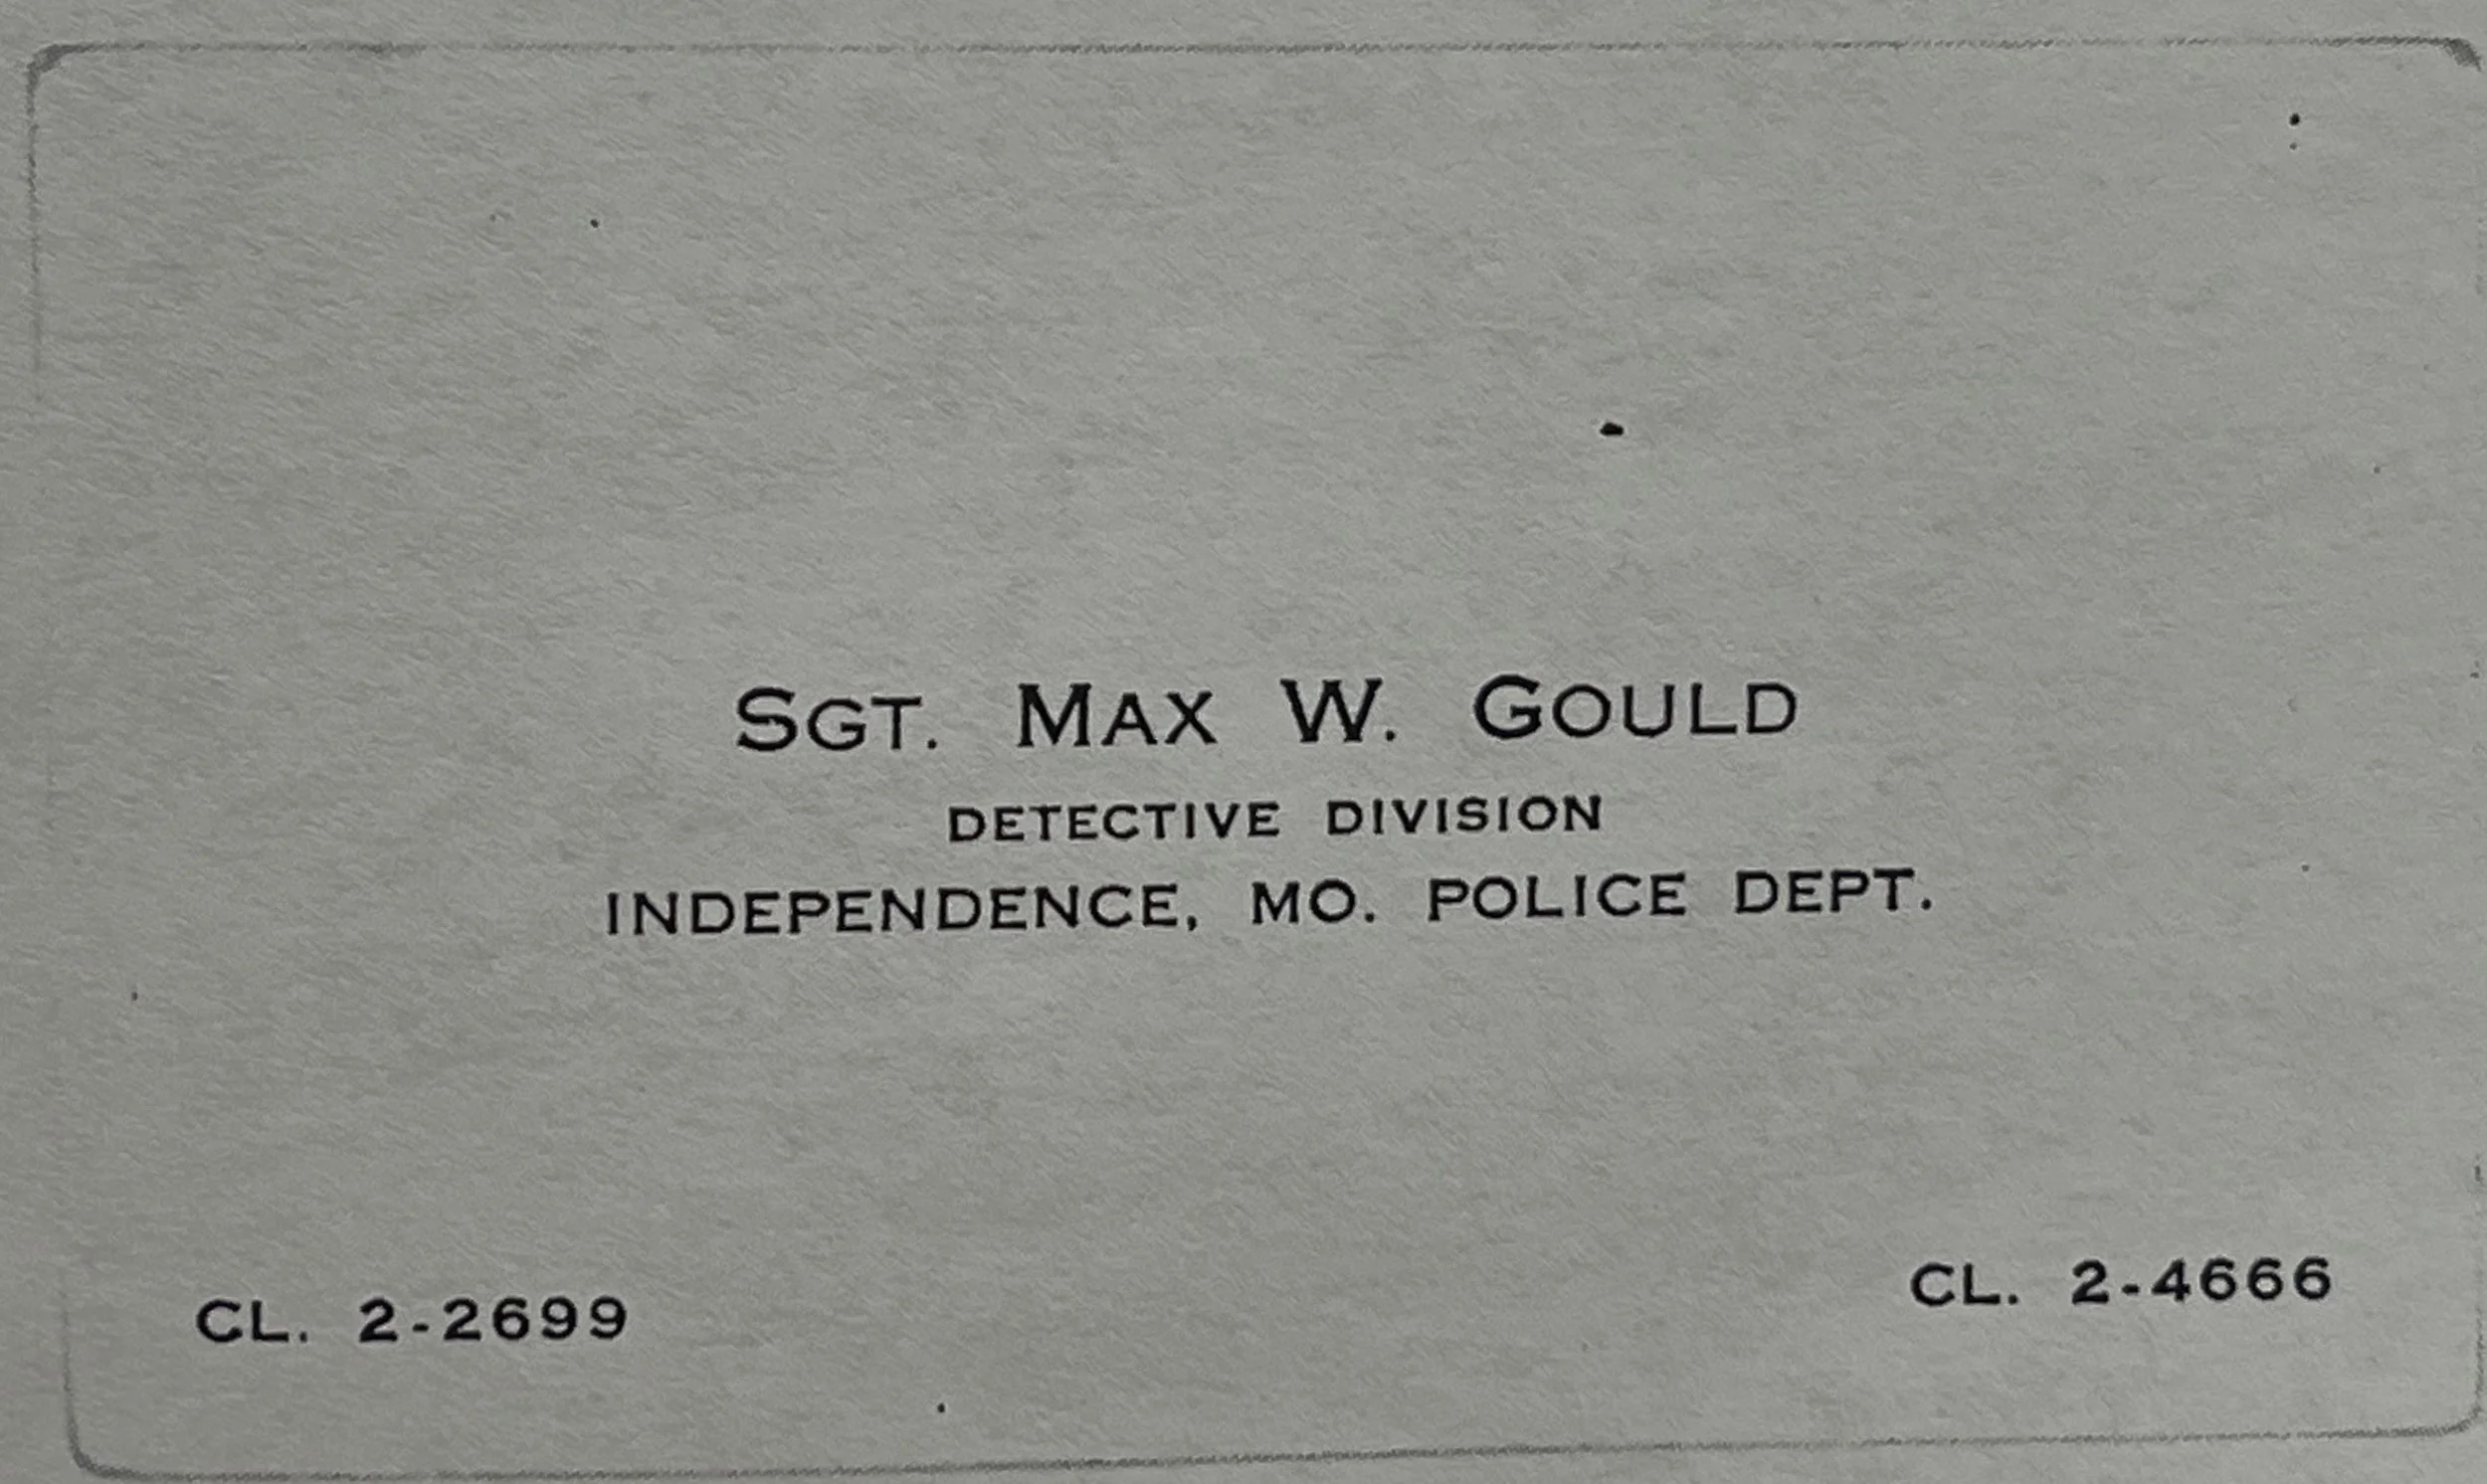 Sgt. Max W. Gould
DETECTIVE DIVISION
INDEPENDENCE, MO. POLICE DEPT.
CL. 2-2699
CL. 2-4666